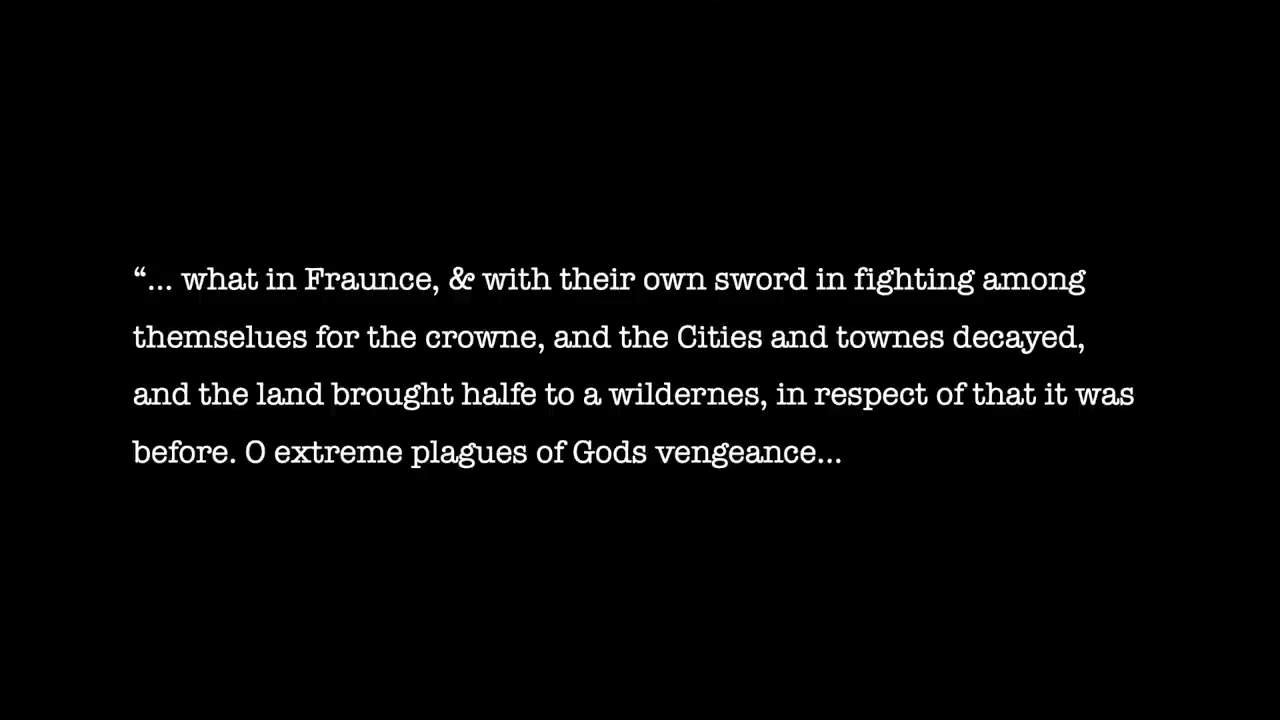 “... what in Fraunce, & with their own sword in fighting among
themselues for the crowne, and the Cities and townes decayed,
and the land brought halfe to a wildernes, in respect of that it was
before. O extreme plagues of Gods vengeance...